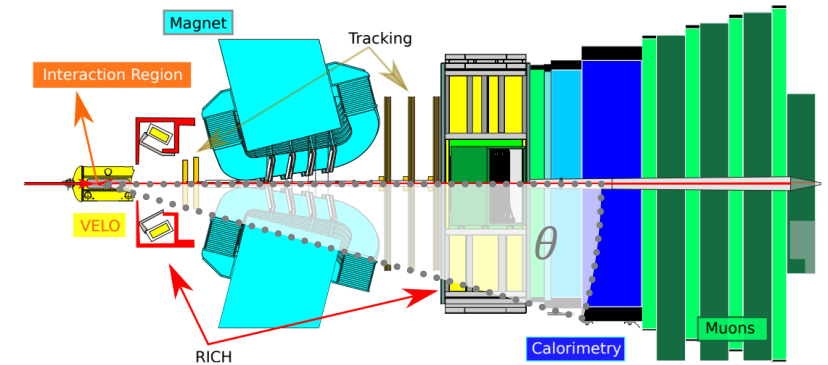 Magnet
Tracking
Interaction Region
VELO
θ
RICH
Calorimetry
Muons